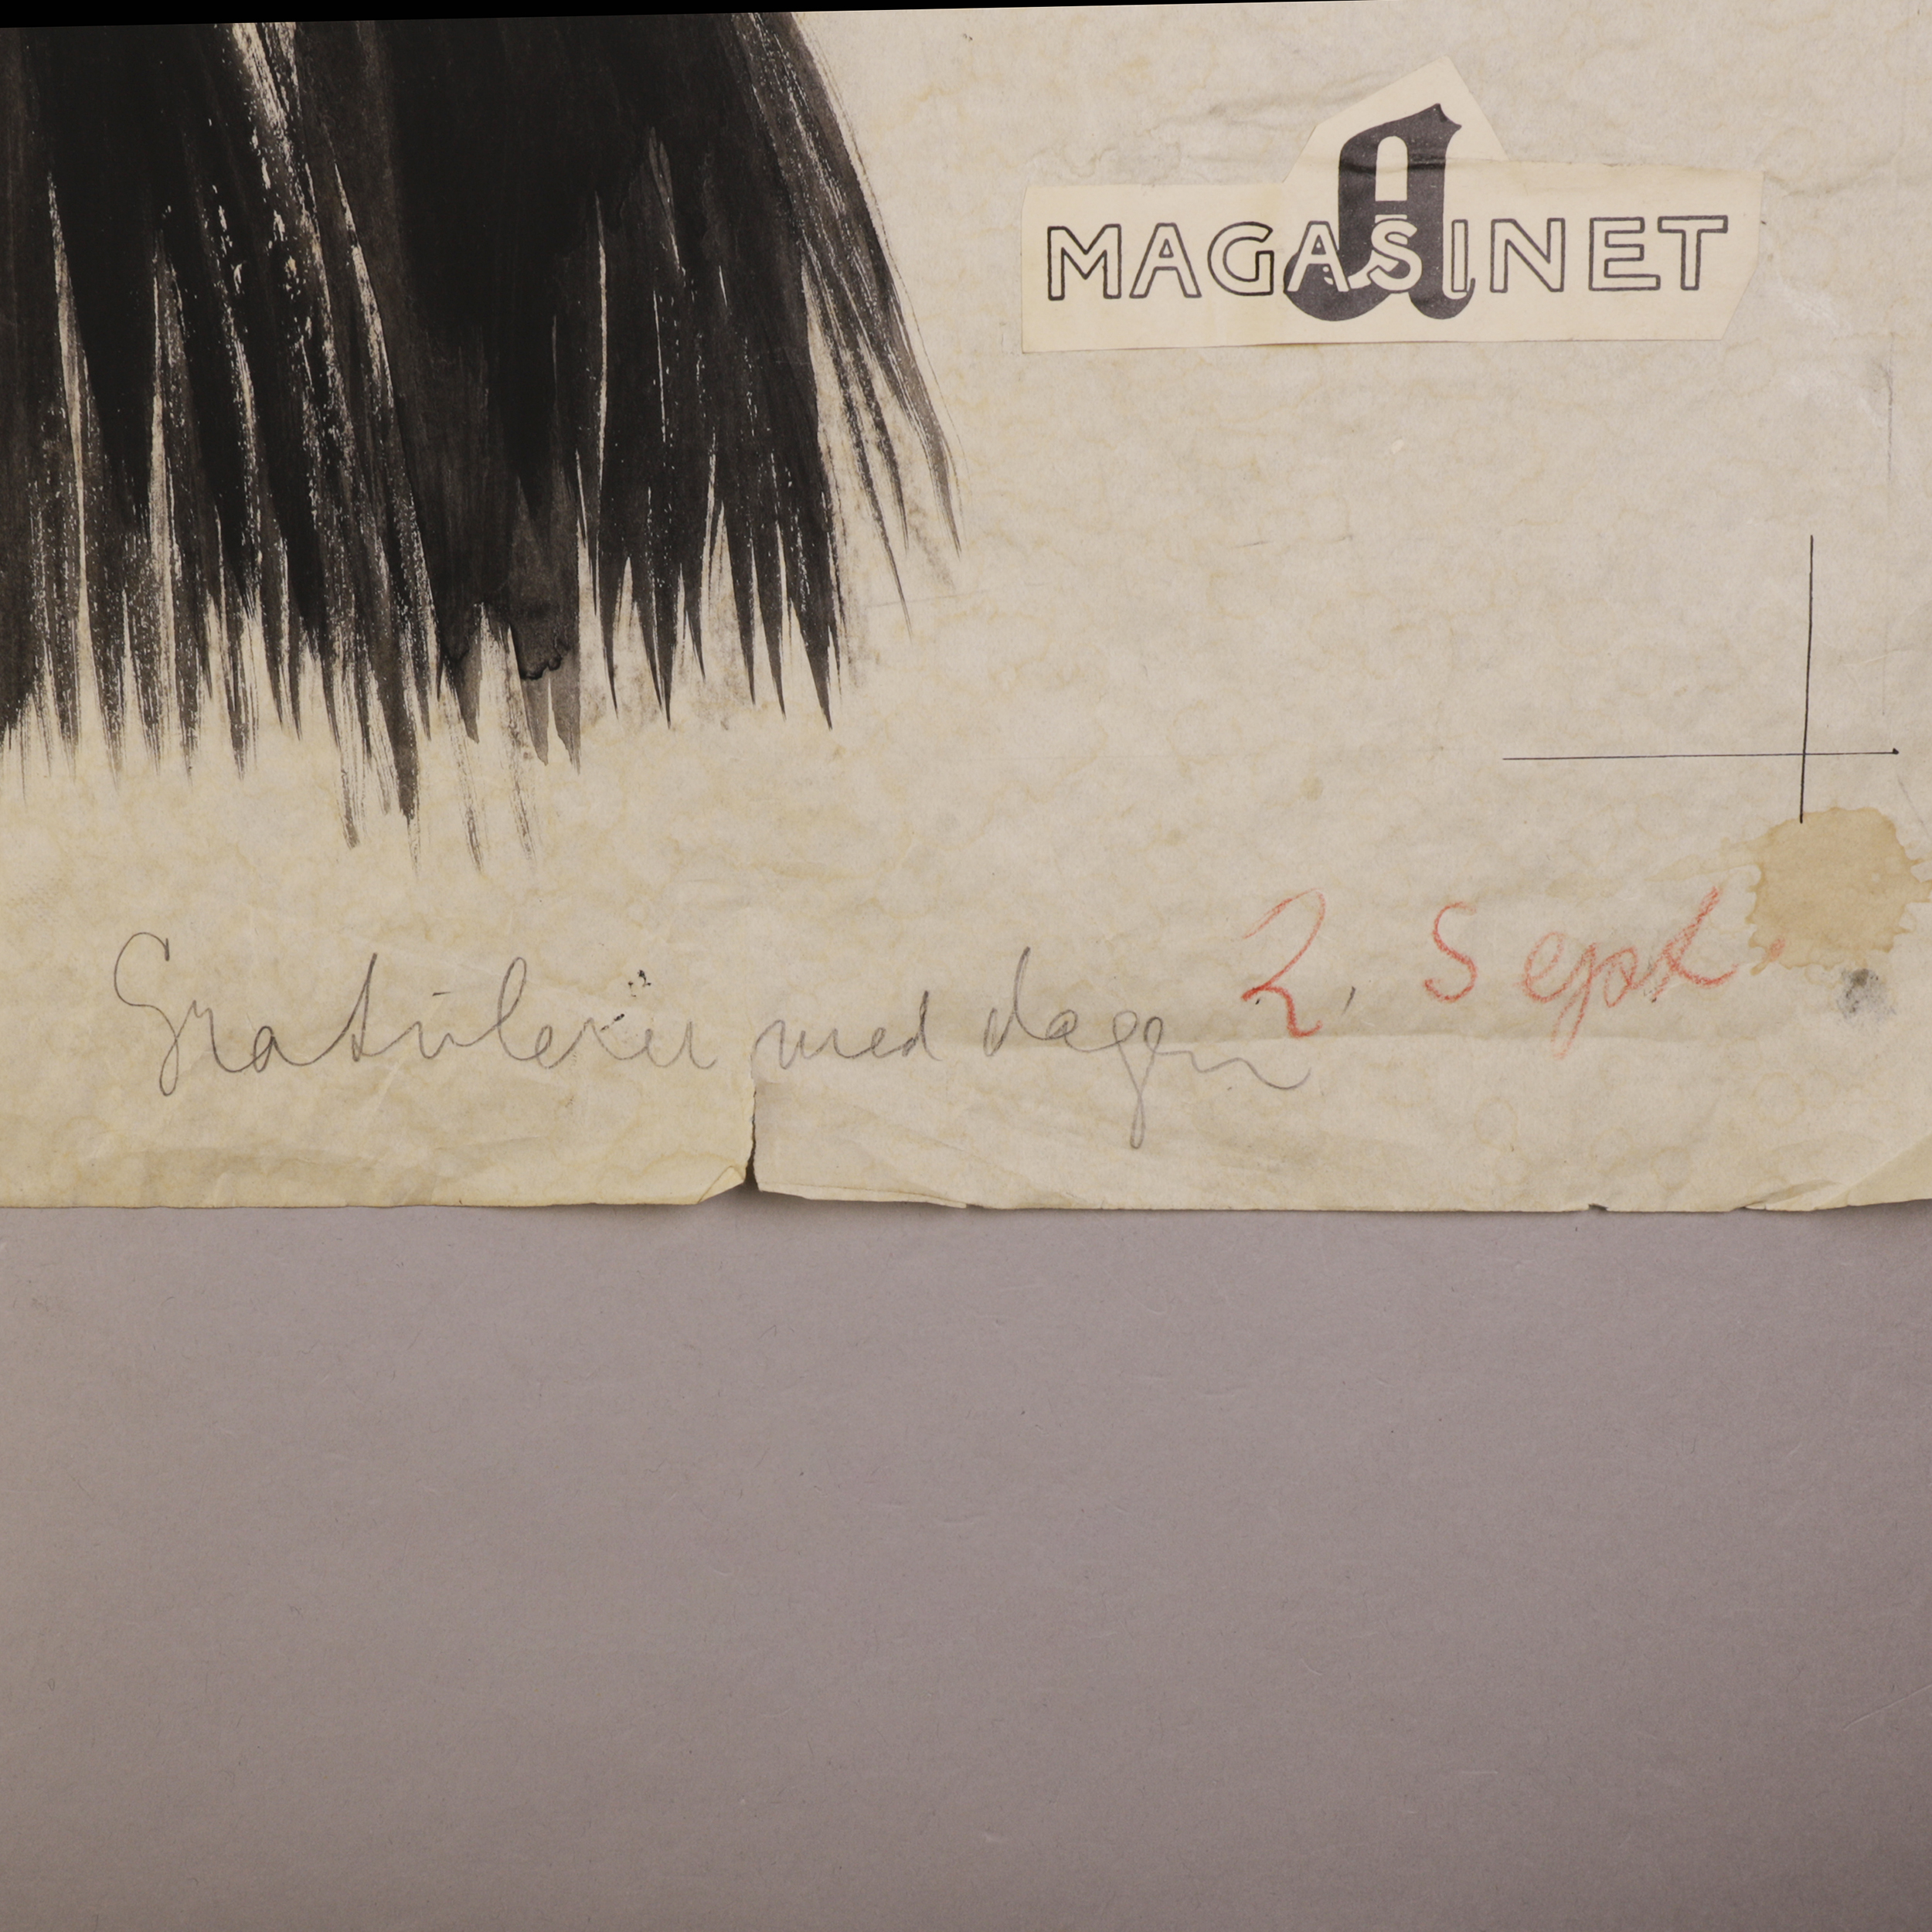 A MAGASINET
Gratulerer med dagen 2. Sept.